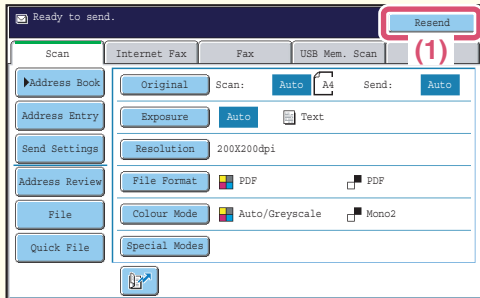 Ready to send.
Resend
(1)
Scan
Internet Fax
Fax
USB Mem. Scan
Address Book
Original
Scan:
Auto
A4
Send:
Auto
Address Entry
Exposure
Auto
Text
Send Settings
Resolution
200X200dpi
Address Review
File Format
PDF
PDF
File
Colour Mode
Auto/Greyscale
Mono2
Quick File
Special Modes